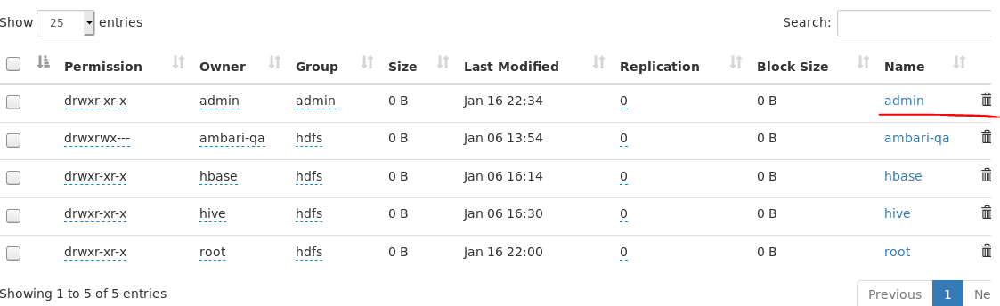 Show 25 entries Search:
Permission Owner Group Size Last Modified Replication Block Size Name
drwxr-xr-x admin admin 0 B Jan 16 22:34 0 0 B admin
drwxrwx--- ambari-qa hdfs 0 B Jan 06 13:54 0 0 B ambari-qa
drwxr-xr-x hbase hdfs 0 B Jan 06 16:14 0 0 B hbase
drwxr-xr-x hive hdfs 0 B Jan 06 16:30 0 0 B hive
drwxr-xr-x root hdfs 0 B Jan 16 22:00 0 0 B root
Showing 1 to 5 of 5 entries Previous 1 Ne